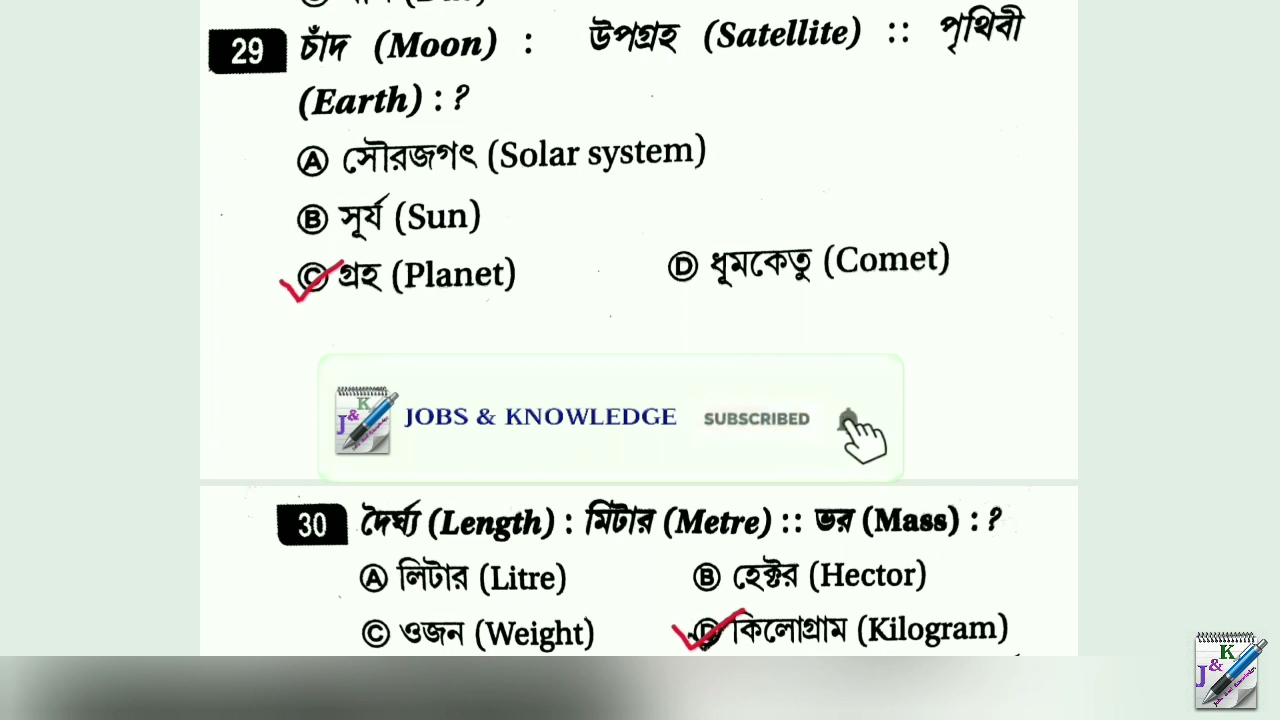 29 চাঁদ (Moon) : উপগ্রহ (Satellite) :: পৃথিবী
(Earth) : ?
Ⓐ সৌরজগৎ (Solar system)
Ⓑ সূর্য (Sun)
Ⓒ গ্রহ (Planet) Ⓓ ধূমকেতু (Comet)
JOBS & KNOWLEDGE SUBSCRIBED
30 দৈর্ঘ্য (Length) : মিটার (Metre) :: ভর (Mass) : ?
Ⓐ লিটার (Litre) Ⓑ হেক্টর (Hector)
Ⓒ ওজন (Weight) Ⓓ কিলোগ্রাম (Kilogram)
J&K